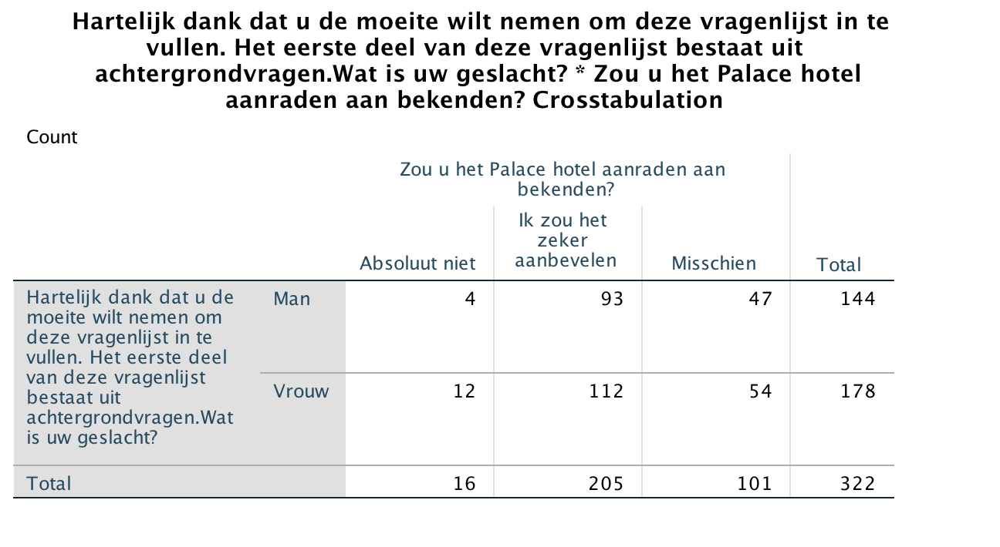 Hartelijk dank dat u de moeite wilt nemen om deze vragenlijst in te
vullen. Het eerste deel van deze vragenlijst bestaat uit
achtergrondvragen.Wat is uw geslacht? * Zou u het Palace hotel
aanraden aan bekenden? Crosstabulation
Count
Zou u het Palace hotel aanraden aan
bekenden?
Absoluut niet
Ik zou het
zeker
aanbevelen
Misschien
Total
Hartelijk dank dat u de
moeite wilt nemen om
deze vragenlijst in te
vullen. Het eerste deel
van deze vragenlijst
bestaat uit
achtergrondvragen.Wat
is uw geslacht?
Man 4 93 47 144
Vrouw 12 112 54 178
Total 16 205 101 322